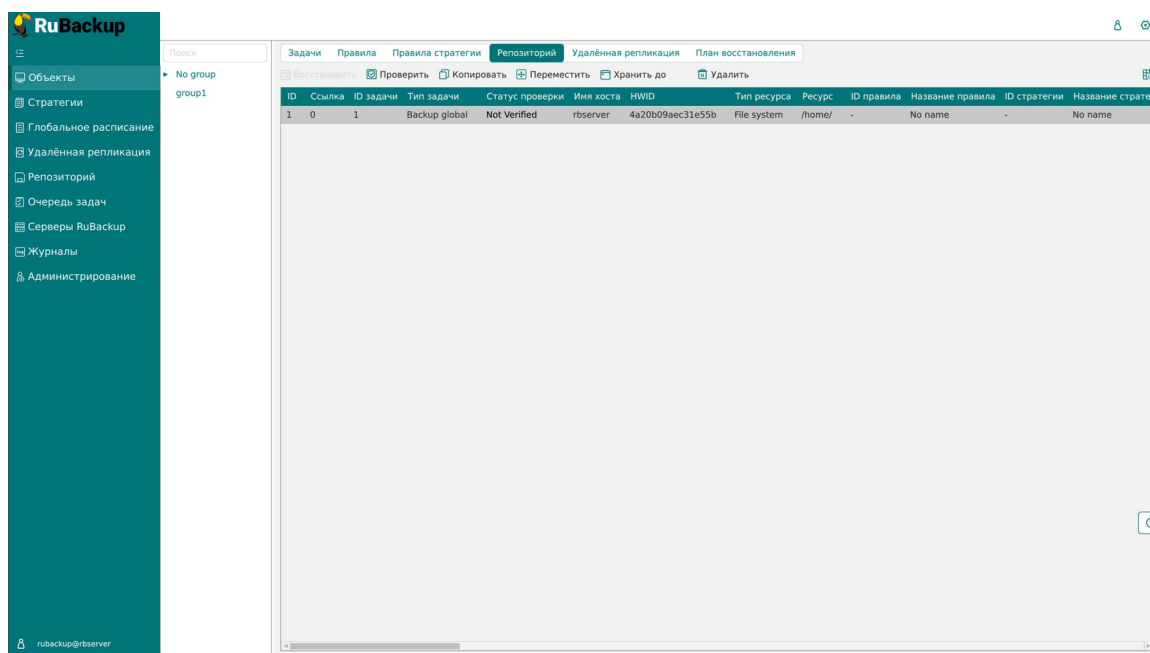 RuBackup
Поиск
Задачи Правила Правила стратегии Репозиторий Удалённая репликация План восстановления
Объекты
Стратегии
Глобальное расписание
Удалённая репликация
Репозиторий
Очередь задач
Серверы RuBackup
Журналы
Администрирование
No group
group1
Восстановить Проверить Копировать Переместить Хранить до Удалить
ID Ссылка ID задачи Тип задачи Статус проверки Имя хоста HWID Тип ресурса Ресурс ID правила Название правила ID стратегии Название страте
1 0 1 Backup global Not Verified rbserver 4a20b09aec31e55b File system /home/ - No name - No name
rubackup@rbserver